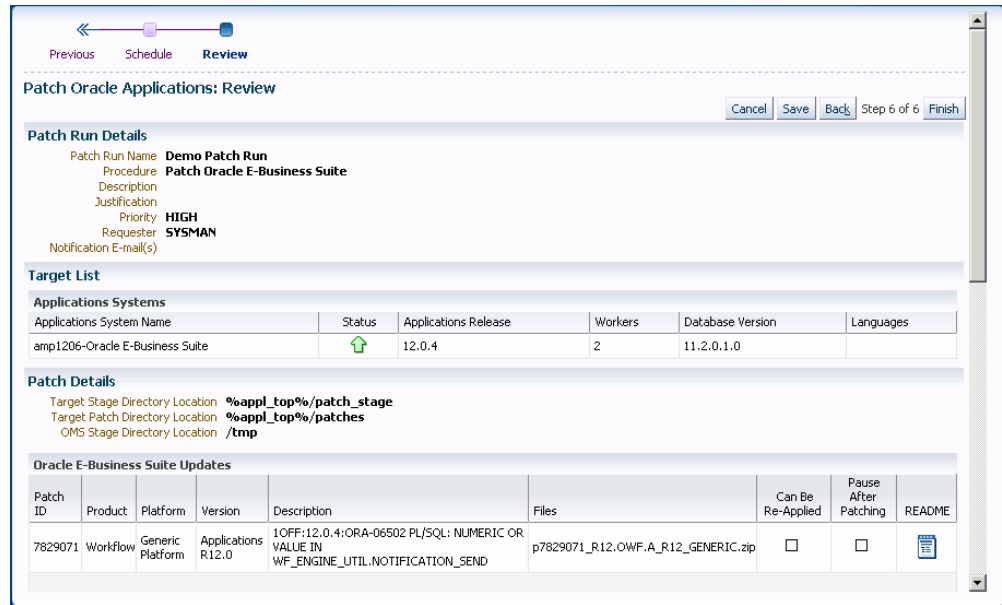 Previous Schedule Review
Patch Oracle Applications: Review
Cancel Save Back Step 6 of 6 Finish
Patch Run Details
Patch Run Name Demo Patch Run
Procedure Patch Oracle E-Business Suite
Description
Justification
Priority HIGH
Requester SYSMAN
Notification E-mail(s)
Target List
Applications Systems
Applications System Name Status Applications Release Workers Database Version Languages
amp1206-Oracle E-Business Suite 12.0.4 2 11.2.0.1.0
Patch Details
Target Stage Directory Location %appl_top%/patch_stage
Target Patch Directory Location %appl_top%/patches
OMS Stage Directory Location /tmp
Oracle E-Business Suite Updates
Patch ID Product Platform Version Description Files Can Be Re-Applied Pause After Patching README
7829071 Workflow Generic Platform Applications R12.0 1OFF:12.0.4:ORA-06502 PL/SQL: NUMERIC OR VALUE IN WF_ENGINE_UTIL.NOTIFICATION_SEND p7829071_R12.OWF.A_R12_GENERIC.zip